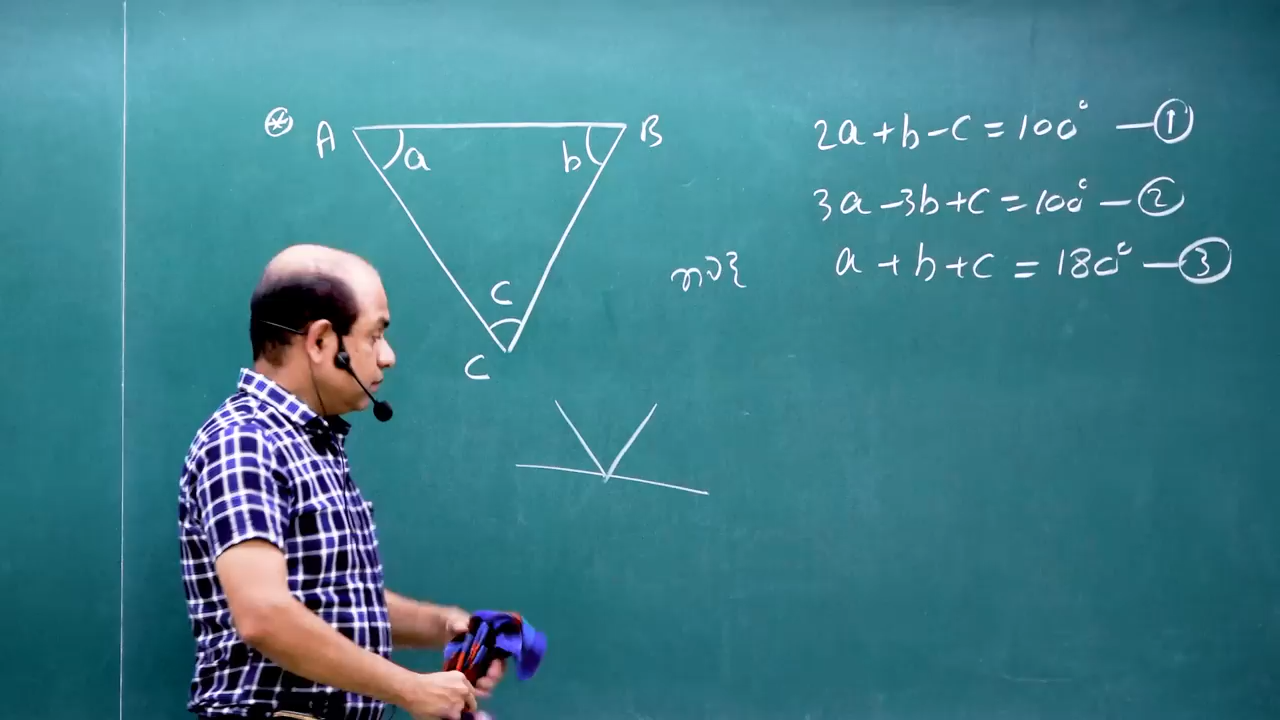 ⊛ A B
a b
C
C
2a + b - c = 100° — ①
3a - 3b + c = 100° — ②
a + b + c = 180° — ③